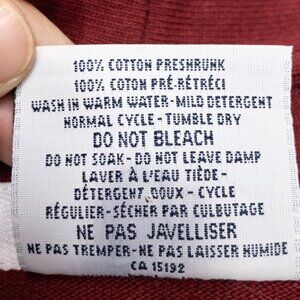 100% COTTON PRESHRUNK
100% COTON PRÉ-RÉTRÉCI
WASH IN WARM WATER-MILD DETERGENT
NORMAL CYCLE - TUMBLE DRY
DO NOT BLEACH
DO NOT SOAK - DO NOT LEAVE DAMP
LAVER À L'EAU TIÈDE-
DÉTERGENT DOUX - CYCLE
RÉGULIER-SÉCHER PAR CULBUTAGE
NE PAS JAVELLISER
NE PAS TREMPER-NE PAS LAISSER HUMIDE
CA 15192